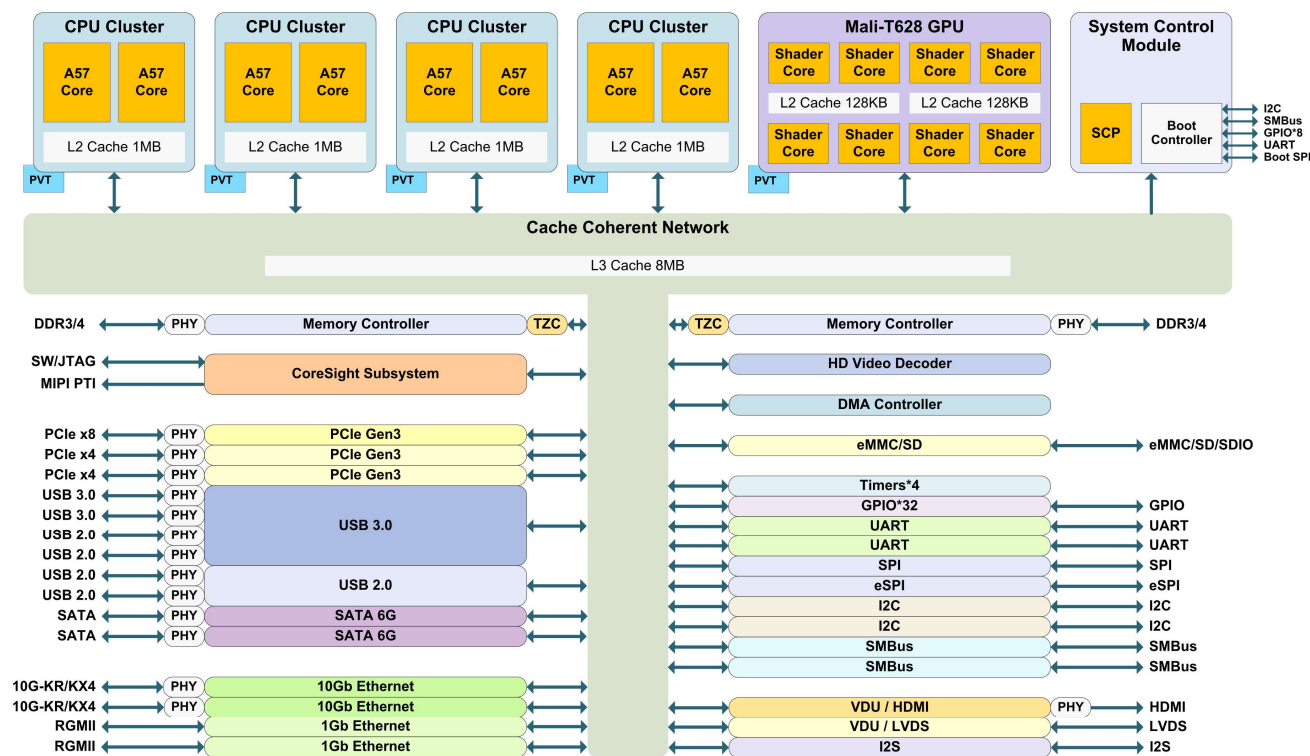 CPU Cluster
A57
Core
A57
Core
L2 Cache 1MB
PVT
CPU Cluster
A57
Core
A57
Core
L2 Cache 1MB
PVT
CPU Cluster
A57
Core
A57
Core
L2 Cache 1MB
PVT
CPU Cluster
A57
Core
A57
Core
L2 Cache 1MB
PVT
Mali-T628 GPU
Shader
Core
Shader
Core
Shader
Core
Shader
Core
L2 Cache 128KB
L2 Cache 128KB
Shader
Core
Shader
Core
Shader
Core
Shader
Core
PVT
System Control
Module
SCP
Boot
Controller
I2C
SMBus
GPIO*8
UART
Boot SPI
Cache Coherent Network
L3 Cache 8MB
DDR3/4 PHY Memory Controller TZC
SW/JTAG
MIPI PTI
CoreSight Subsystem
PCIe x8 PHY PCIe Gen3
PCIe x4 PHY PCIe Gen3
PCIe x4 PHY PCIe Gen3
USB 3.0 PHY
USB 3.0 PHY
USB 2.0 PHY
USB 2.0 PHY
USB 3.0
USB 2.0 PHY
USB 2.0 PHY
USB 2.0
SATA PHY SATA 6G
SATA PHY SATA 6G
10G-KR/KX4 PHY 10Gb Ethernet
10G-KR/KX4 PHY 10Gb Ethernet
RGMII 1Gb Ethernet
RGMII 1Gb Ethernet
TZC Memory Controller PHY DDR3/4
HD Video Decoder
DMA Controller
eMMC/SD eMMC/SD/SDIO
Timers*4
GPIO*32 GPIO
UART UART
UART UART
SPI SPI
eSPI eSPI
I2C I2C
I2C I2C
SMBus SMBus
SMBus SMBus
VDU / HDMI PHY HDMI
VDU / LVDS LVDS
I2S I2S